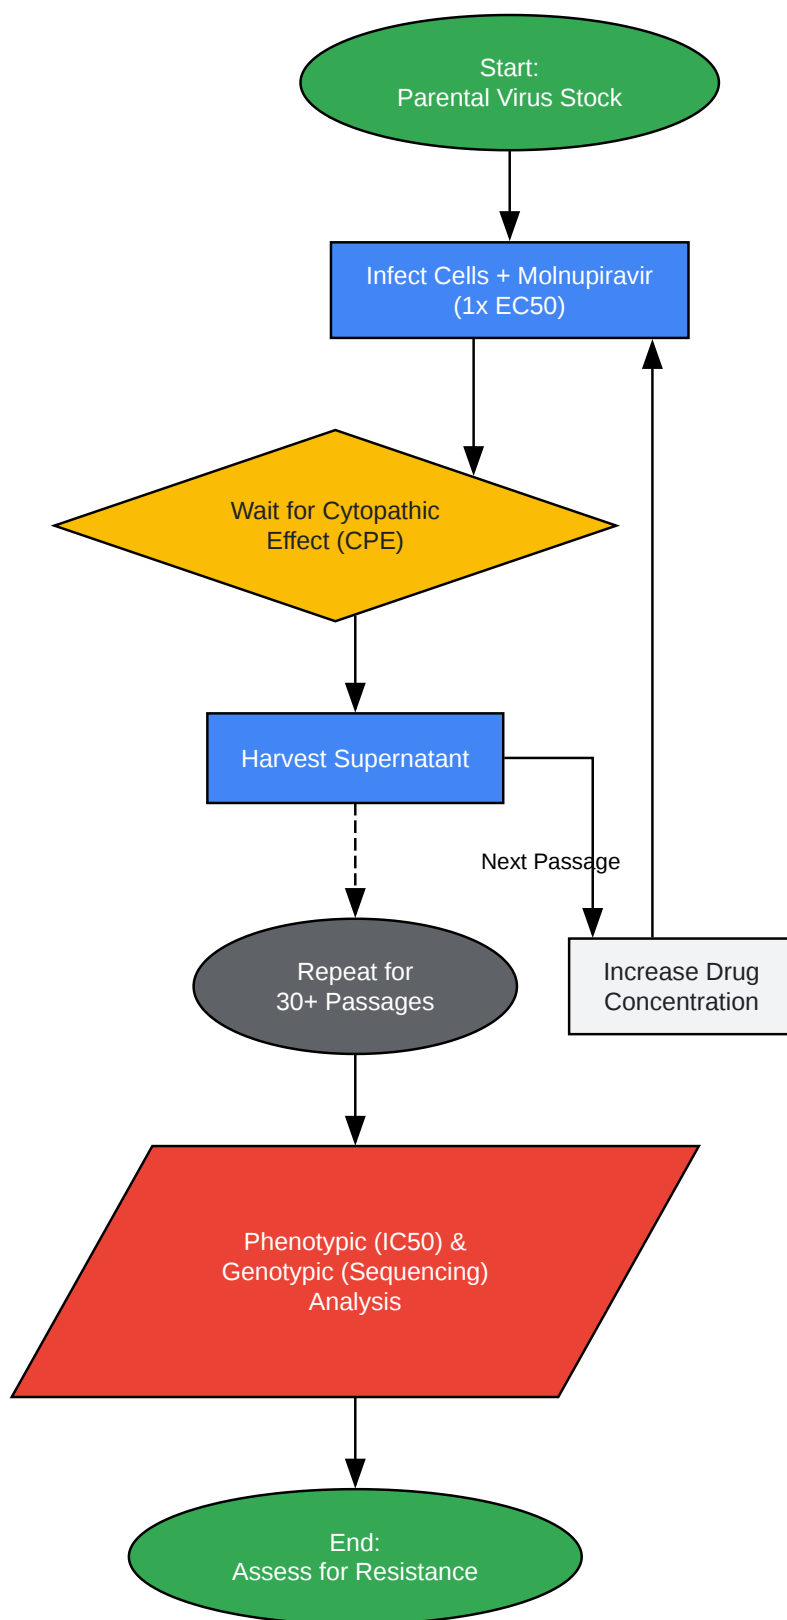 Start:
Parental Virus Stock
Infect Cells + Molnupiravir
(1x EC50)
Wait for Cytopathic
Effect (CPE)
Harvest Supernatant
Next Passage
Repeat for
30+ Passages
Increase Drug
Concentration
Phenotypic (IC50) &
Genotypic (Sequencing)
Analysis
End:
Assess for Resistance